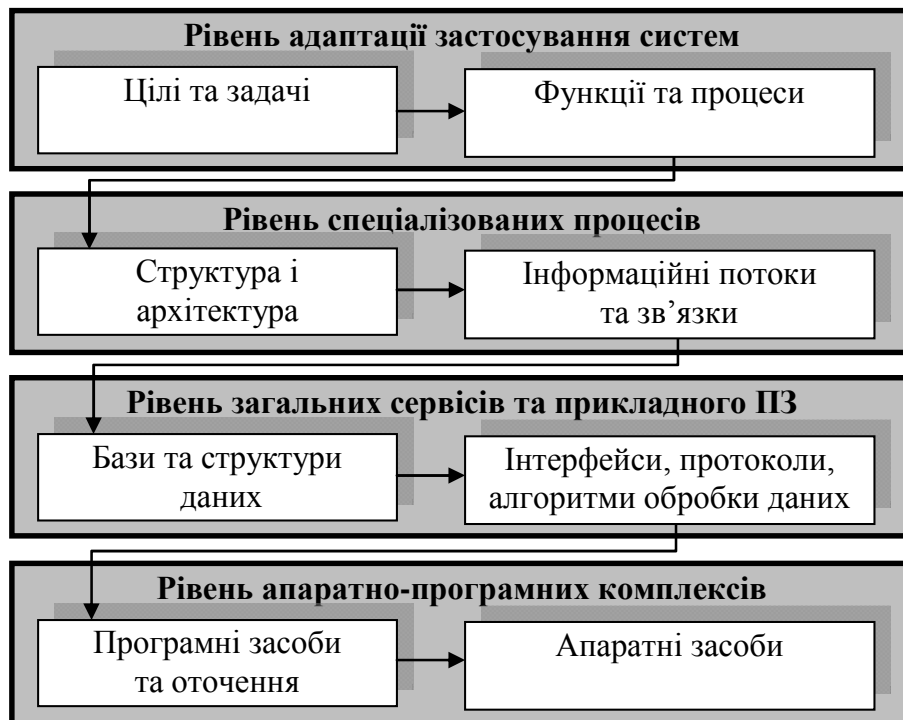 Рівень адаптації застосування систем
Цілі та задачі
Функції та процеси
Рівень спеціалізованих процесів
Структура і
архітектура
Інформаційні потоки
та зв’язки
Рівень загальних сервісів та прикладного ПЗ
Бази та структури
даних
Інтерфейси, протоколи,
алгоритми обробки даних
Рівень апаратно-програмних комплексів
Програмні засоби
та оточення
Апаратні засоби